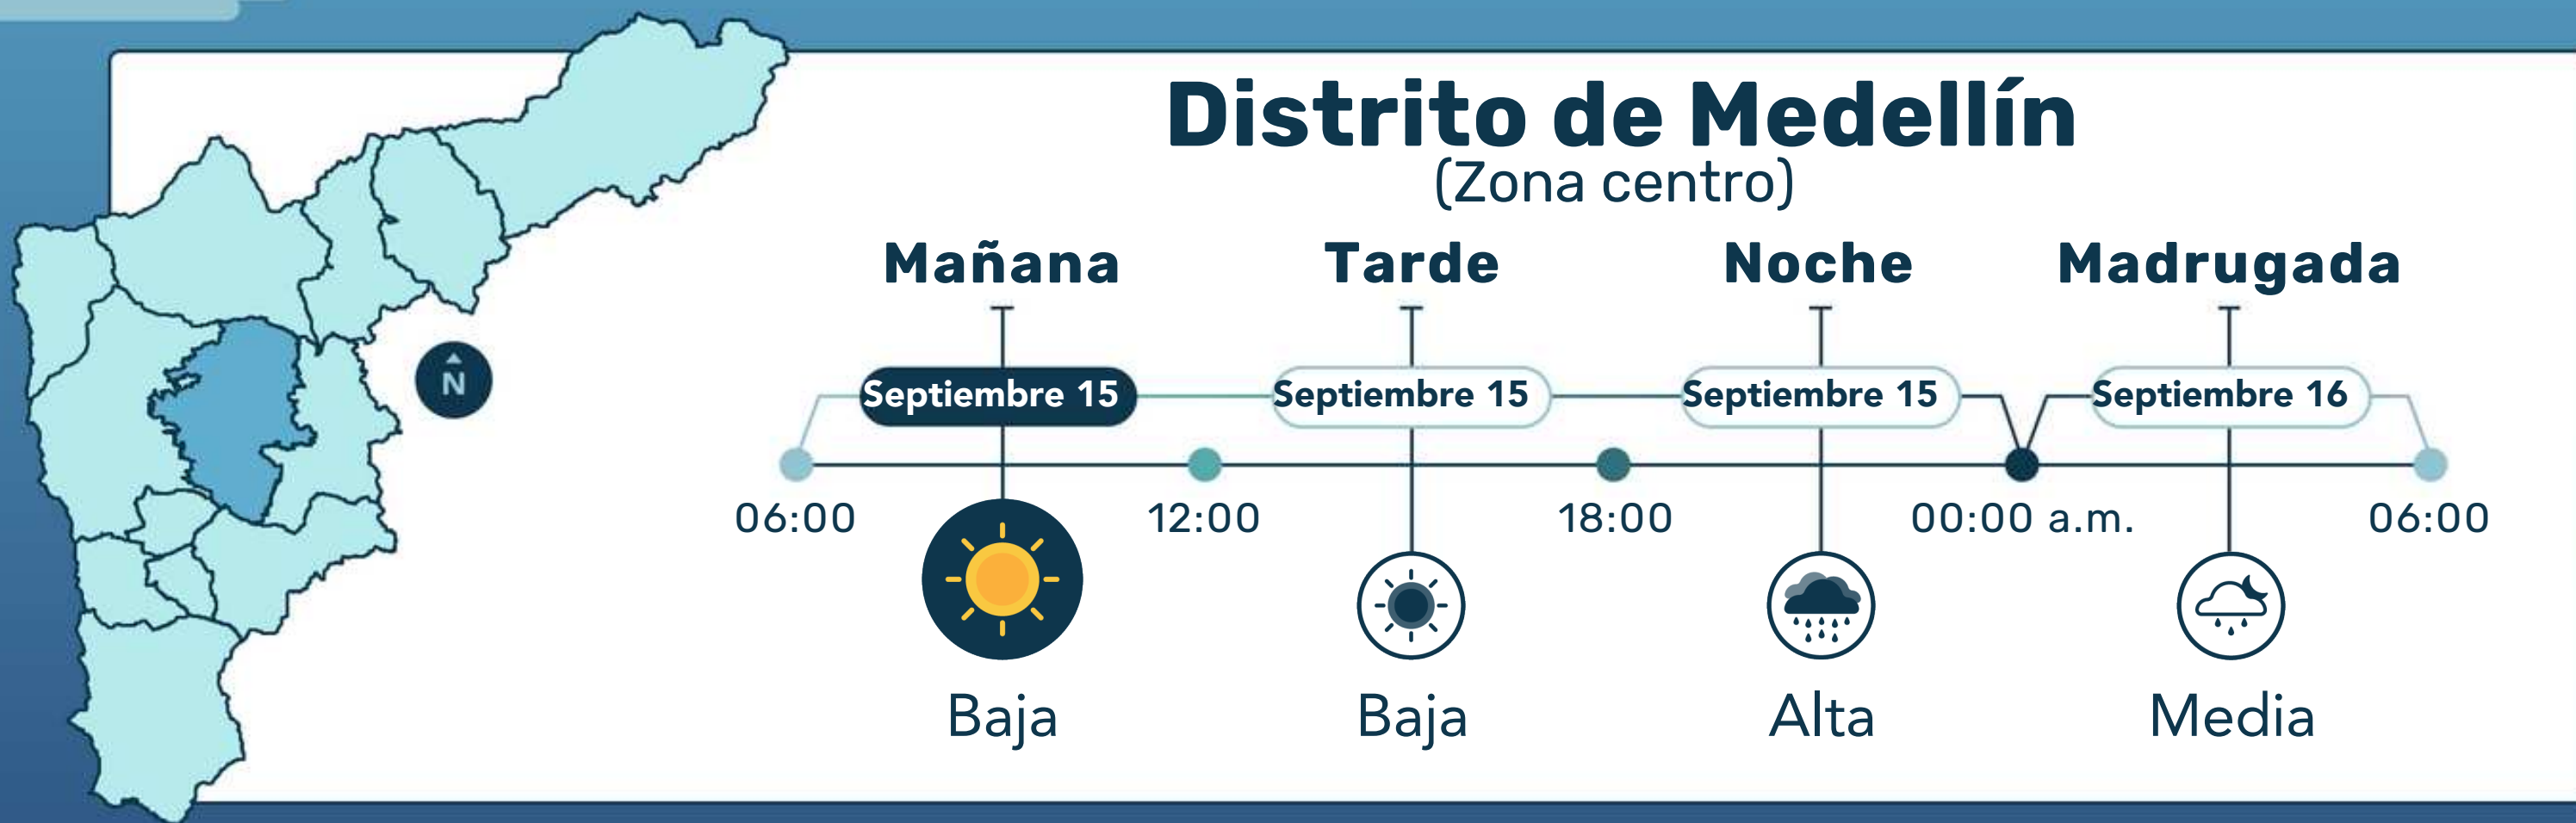 Distrito de Medellín
(Zona centro)
Mañana Tarde Noche Madrugada
Septiembre 15 Septiembre 15 Septiembre 15 Septiembre 16
N
06:00 12:00 18:00 00:00 a.m. 06:00
Baja Baja Alta Media